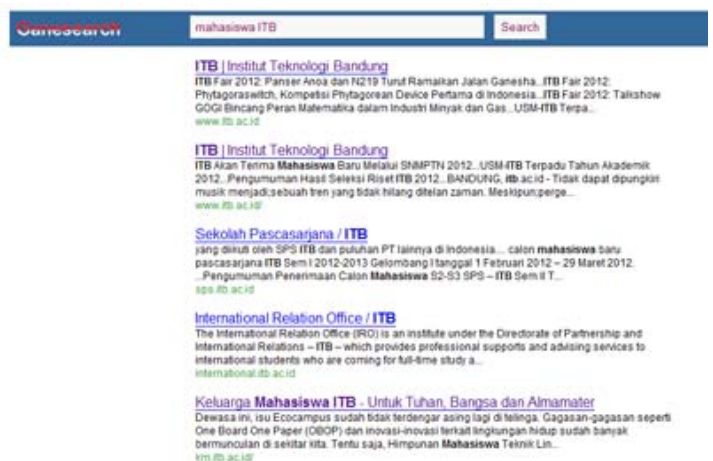 Ganesearch
mahasiswa ITB
Search
ITB | Institut Teknologi Bandung
ITB Fair 2012: Panser Anoa dan N219 Turut Ramaikan Jalan Ganesha...ITB Fair 2012:
Phytagoraswitch, Kompetisi Phytagorean Device Pertama di Indonesia...ITB Fair 2012: Talkshow
GOGI Bincang Peran Matematika dalam Industri Minyak dan Gas...USM-ITB Terpa...
www.itb.ac.id
ITB | Institut Teknologi Bandung
ITB Akan Terima Mahasiswa Baru Melalui SNMPTN 2012...USM-ITB Terpadu Tahun Akademik
2012...Pengumuman Hasil Seleksi Riset ITB 2012...BANDUNG, itb.ac.id - Tidak dapat dipungkiri
musik menjadi;sebuah tren yang tidak hilang ditelan zaman. Meskipun;perge...
www.itb.ac.id/
Sekolah Pascasarjana / ITB
yang diikuti oleh SPS ITB dan puluhan PT lainnya di Indonesia.... calon mahasiswa baru
pascasarjana ITB Sem I 2012-2013 Gelombang I tanggal 1 Februari 2012 – 29 Maret 2012.
...Pengumuman Penerimaan Calon Mahasiswa S2-S3 SPS – ITB Sem II T...
sps.itb.ac.id
International Relation Office / ITB
The International Relation Office (IRO) is an institute under the Directorate of Partnership and
International Relations – ITB – which provides professional supports and advising services to
international students who are coming for full-time study a...
international.itb.ac.id
Keluarga Mahasiswa ITB - Untuk Tuhan, Bangsa dan Almamater
Dewasa ini, isu Ecocampus sudah tidak terdengar asing lagi di telinga. Gagasan-gagasan seperti
One Board One Paper (OBOP) dan inovasi-inovasi terkait lingkungan hidup sudah banyak
bermunculan di sekitar kita. Tentu saja, Himpunan Mahasiswa Teknik Lin...
km.itb.ac.id/